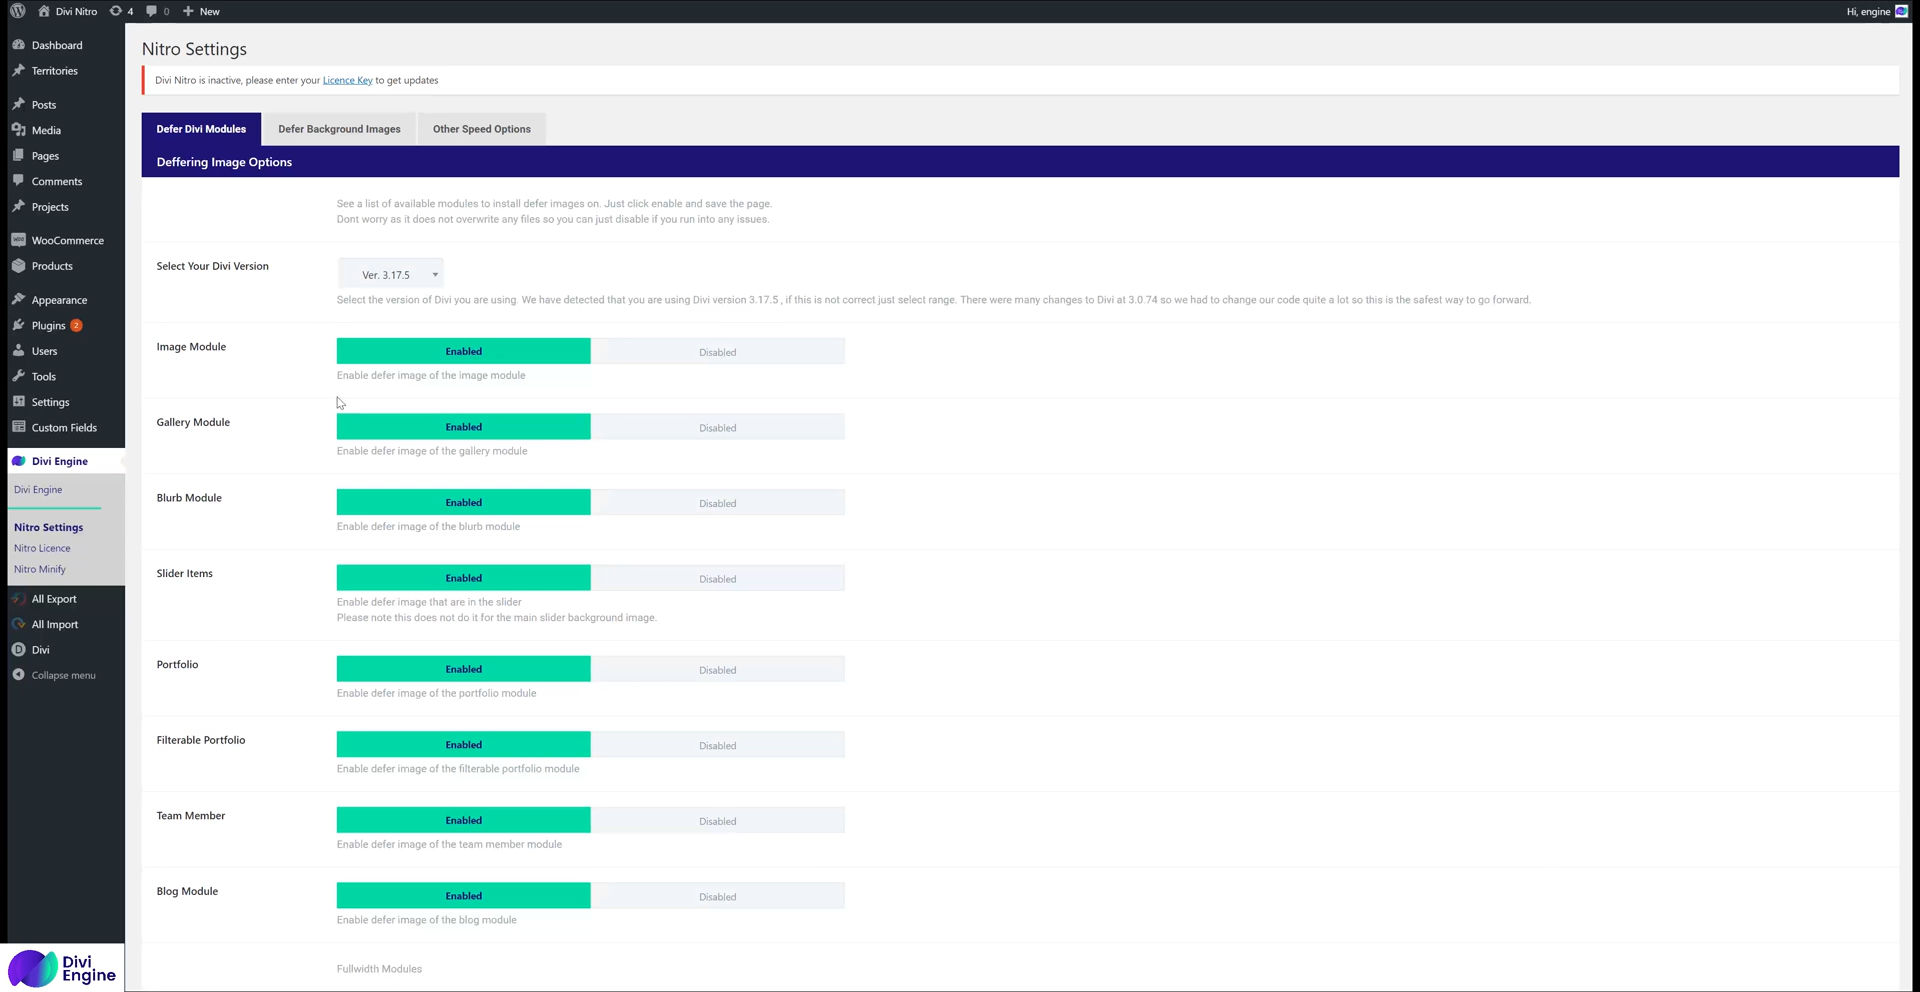 Divi Nitro
4
0
New
Hi, engine
Dashboard
Territories
Posts
Media
Pages
Comments
Projects
WooCommerce
Products
Appearance
Plugins 2
Users
Tools
Settings
Custom Fields
Divi Engine
Divi Engine
Nitro Settings
Nitro Licence
Nitro Minify
All Export
All Import
Divi
Collapse menu
Divi
Engine
Nitro Settings
Divi Nitro is inactive, please enter your Licence Key to get updates
Defer Divi Modules
Defer Background Images
Other Speed Options
Deffering Image Options
See a list of available modules to install defer images on. Just click enable and save the page.
Dont worry as it does not overwrite any files so you can just disable if you run into any issues.
Select Your Divi Version
Ver. 3.17.5
Select the version of Divi you are using. We have detected that you are using Divi version 3.17.5 , if this is not correct just select range. There were many changes to Divi at 3.0.74 so we had to change our code quite a lot so this is the safest way to go forward.
Image Module
Enabled
Disabled
Enable defer image of the image module
Gallery Module
Enabled
Disabled
Enable defer image of the gallery module
Blurb Module
Enabled
Disabled
Enable defer image of the blurb module
Slider Items
Enabled
Disabled
Enable defer image that are in the slider
Please note this does not do it for the main slider background image.
Portfolio
Enabled
Disabled
Enable defer image of the portfolio module
Filterable Portfolio
Enabled
Disabled
Enable defer image of the filterable portfolio module
Team Member
Enabled
Disabled
Enable defer image of the team member module
Blog Module
Enabled
Disabled
Enable defer image of the blog module
Fullwidth Modules